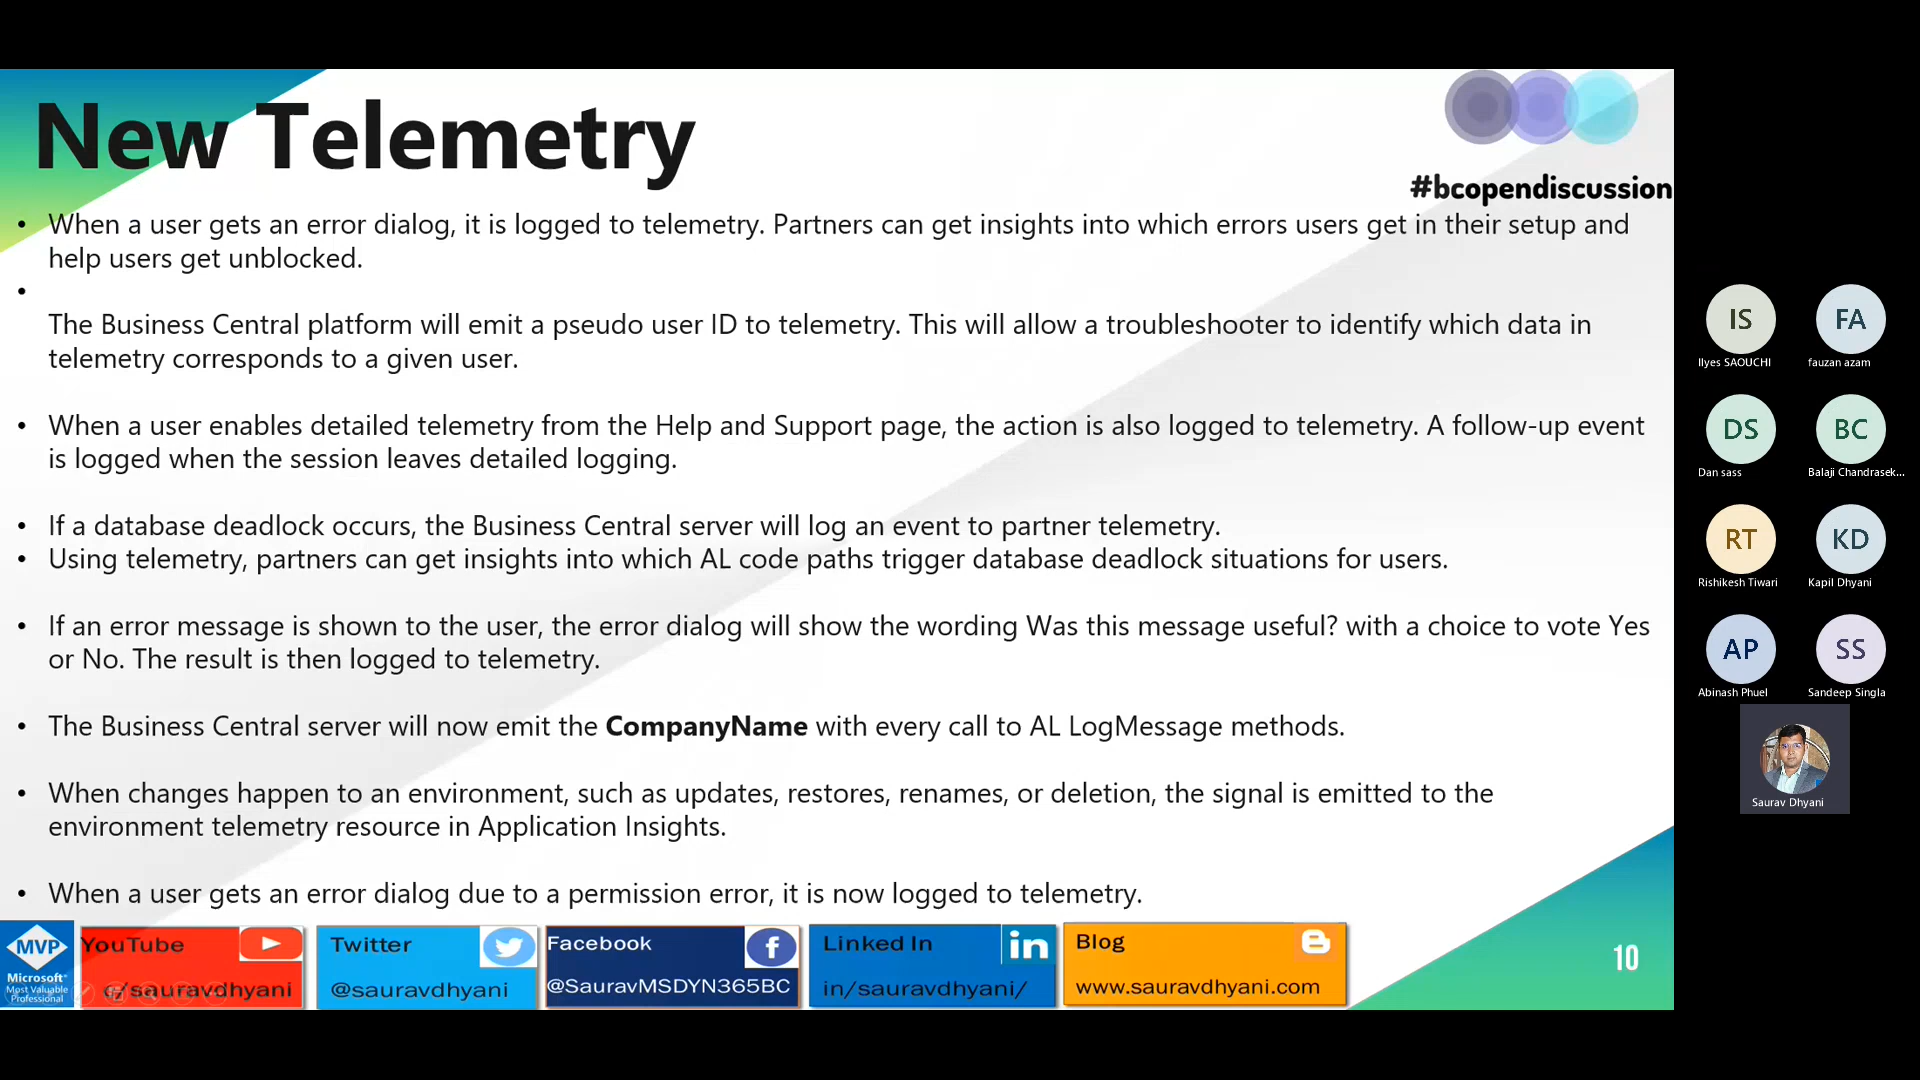 New Telemetry
#bcopendiscussion
• When a user gets an error dialog, it is logged to telemetry. Partners can get insights into which errors users get in their setup and
help users get unblocked.
•
The Business Central platform will emit a pseudo user ID to telemetry. This will allow a troubleshooter to identify which data in
telemetry corresponds to a given user.
• When a user enables detailed telemetry from the Help and Support page, the action is also logged to telemetry. A follow-up event
is logged when the session leaves detailed logging.
• If a database deadlock occurs, the Business Central server will log an event to partner telemetry.
• Using telemetry, partners can get insights into which AL code paths trigger database deadlock situations for users.
• If an error message is shown to the user, the error dialog will show the wording Was this message useful? with a choice to vote Yes
or No. The result is then logged to telemetry.
• The Business Central server will now emit the CompanyName with every call to AL LogMessage methods.
• When changes happen to an environment, such as updates, restores, renames, or deletion, the signal is emitted to the
environment telemetry resource in Application Insights.
• When a user gets an error dialog due to a permission error, it is now logged to telemetry.
MVP
Microsoft®
Most Valuable
Professional
YouTube
c/sauravdhyani
Twitter
@sauravdhyani
Facebook
f
@SauravMSDYN365BC
Linked In
in
in/sauravdhyani/
Blog
www.sauravdhyani.com
10
IS
Ilyes SAOUCHI
FA
fauzan azam
DS
Dan sass
BC
Balaji Chandrasek...
RT
Rishikesh Tiwari
KD
Kapil Dhyani
AP
Abinash Phuel
SS
Sandeep Singla
Saurav Dhyani